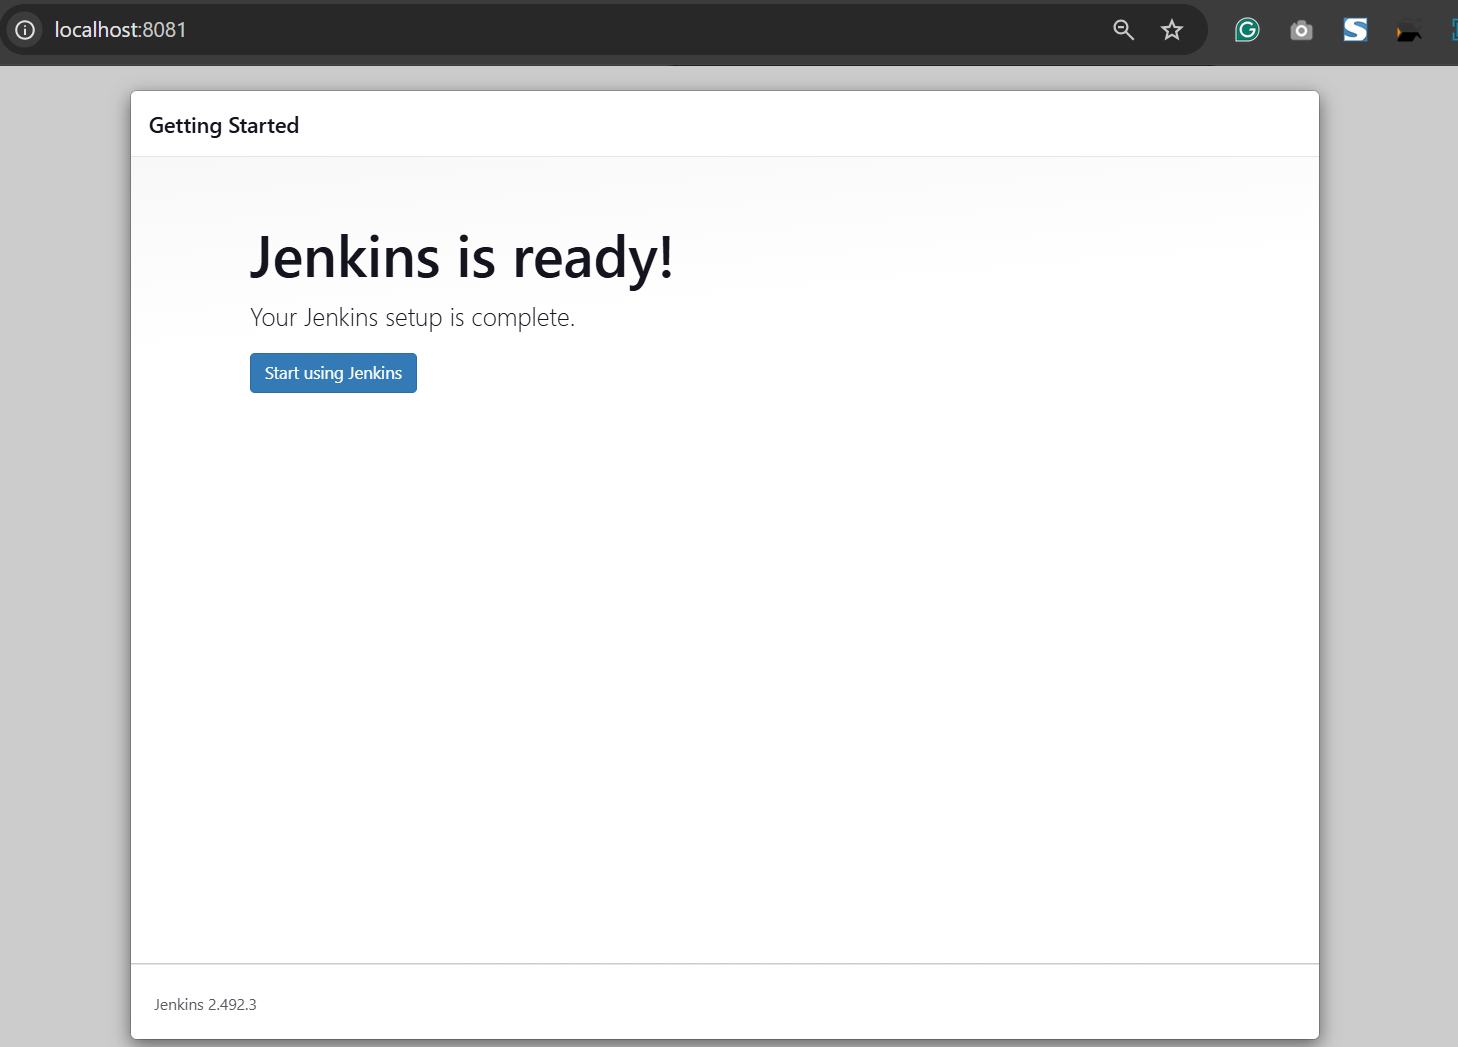 localhost:8081
Getting Started
Jenkins is ready!
Your Jenkins setup is complete.
Start using Jenkins
Jenkins 2.492.3